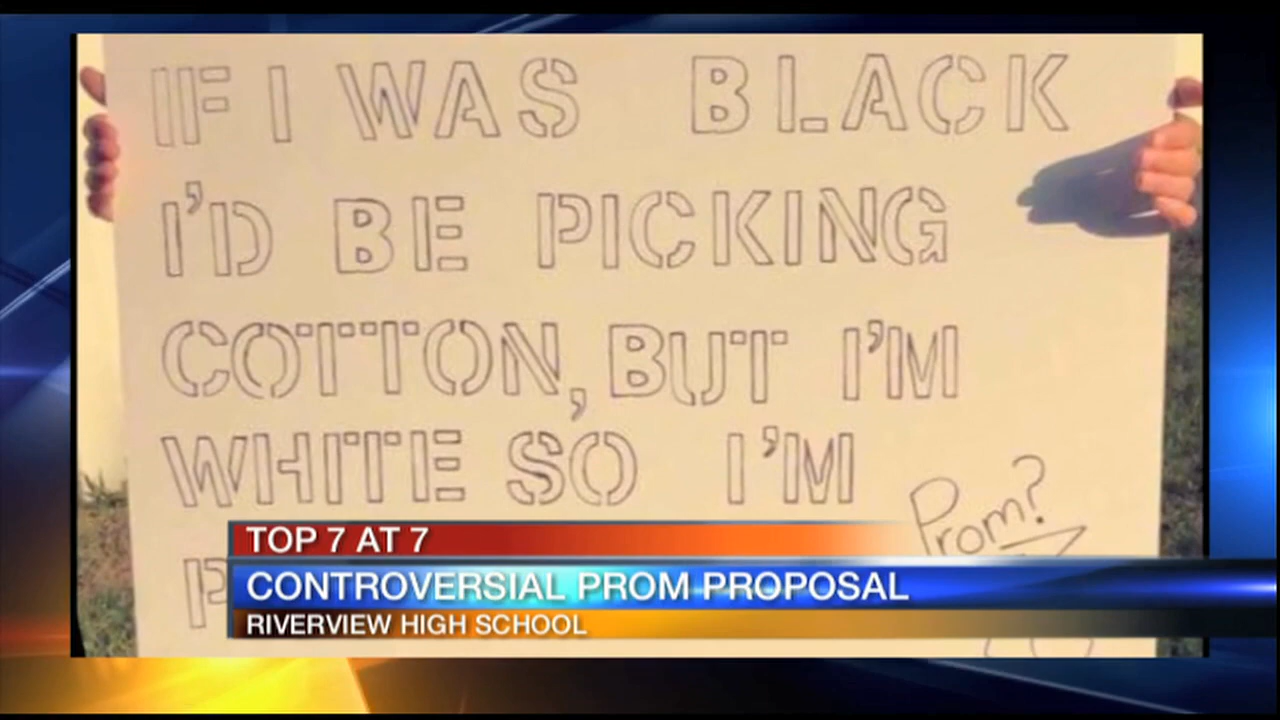 IF I WAS BLACK
I'D BE PICKING
COTTON, BUT I'M
WHITE SO I'M
Prom?
TOP 7 AT 7
CONTROVERSIAL PROM PROPOSAL
RIVERVIEW HIGH SCHOOL